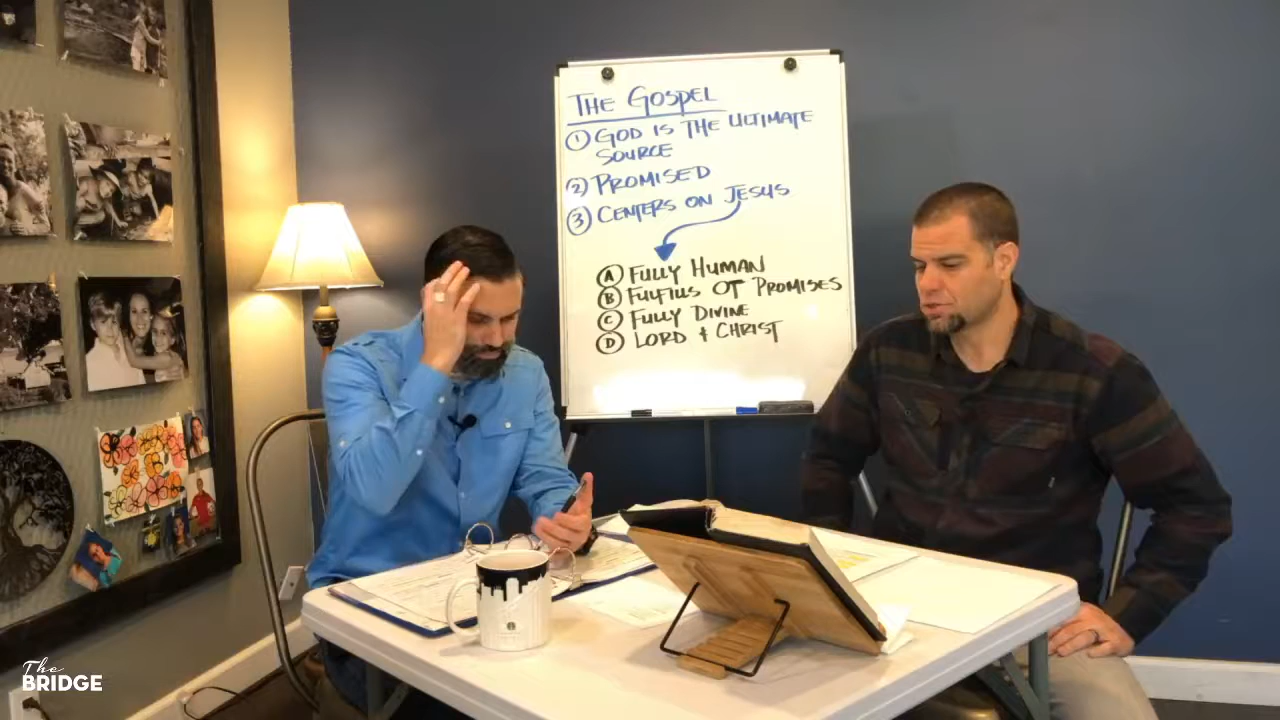 THE GOSPEL
① GOD IS THE ULTIMATE
SOURCE
② PROMISED
③ CENTERS ON JESUS
Ⓐ FULLY HUMAN
Ⓑ FULFILLS OT PROMISES
Ⓒ FULLY DIVINE
Ⓓ LORD + CHRIST
The
BRIDGE